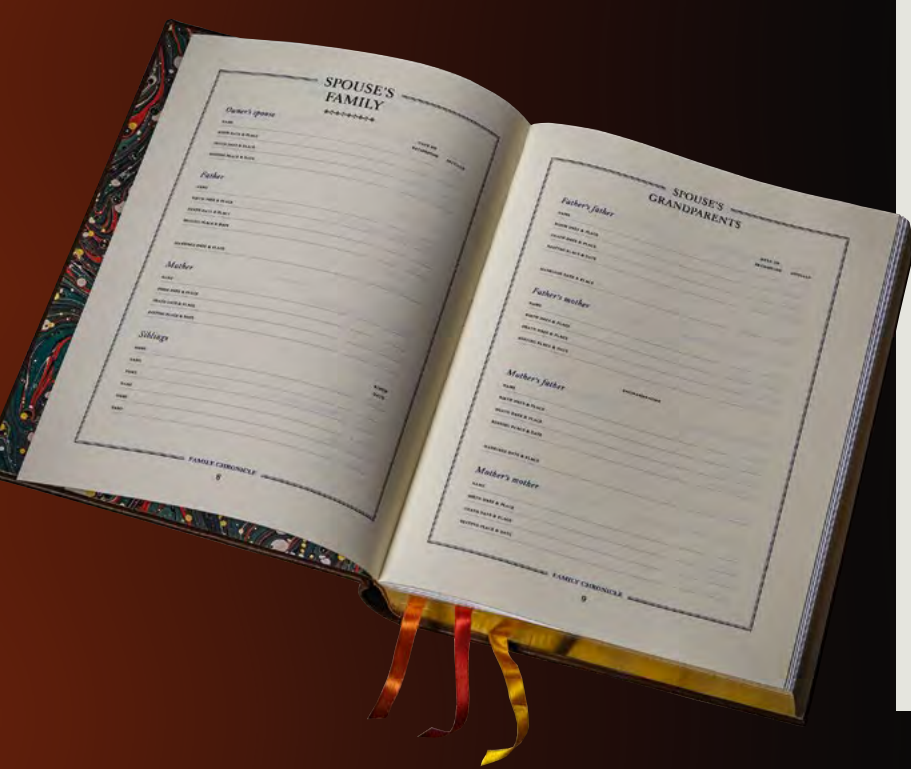 SPOUSE'S
FAMILY
Owner's spouse
NAME
BIRTH DATE & PLACE
DEATH DATE & PLACE
RESTING PLACE & DATE
Father
NAME
BIRTH DATE & PLACE
DEATH DATE & PLACE
RESTING PLACE & DATE
MARRIAGE DATE & PLACE
Mother
NAME
BIRTH DATE & PLACE
DEATH DATE & PLACE
RESTING PLACE & DATE
Siblings
NAME
NAME
NAME
NAME
NAME
NAME
FAMILY CHRONICLE
8
SPOUSE'S
GRANDPARENTS
Father's father
NAME
BIRTH DATE & PLACE
DEATH DATE & PLACE
RESTING PLACE & DATE
MARRIAGE DATE & PLACE
Father's mother
NAME
BIRTH DATE & PLACE
DEATH DATE & PLACE
RESTING PLACE & DATE
Mother's father
NAME
BIRTH DATE & PLACE
DEATH DATE & PLACE
RESTING PLACE & DATE
MARRIAGE DATE & PLACE
Mother's mother
NAME
BIRTH DATE & PLACE
DEATH DATE & PLACE
RESTING PLACE & DATE
FAMILY CHRONICLE
9